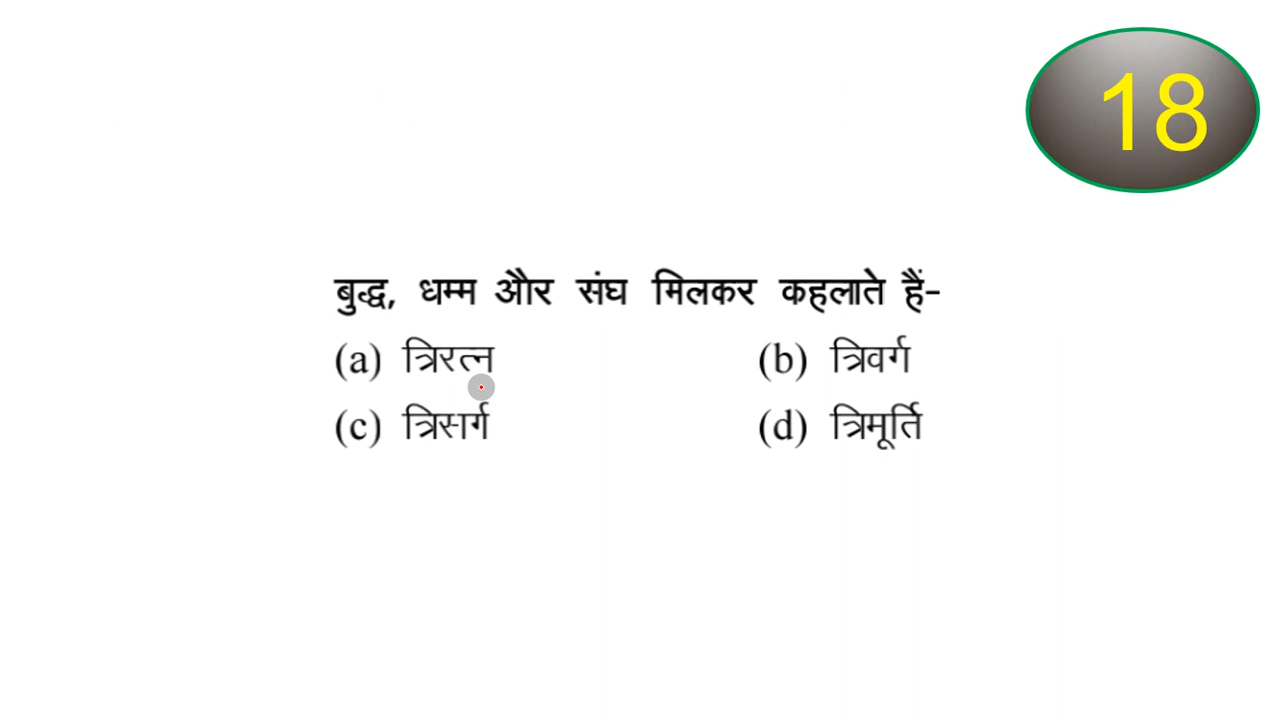 18
बुद्ध, धम्म और संघ मिलकर कहलाते हैं-
(a) त्रिरत्न (b) त्रिवर्ग
(c) त्रिसर्ग (d) त्रिमूर्ति